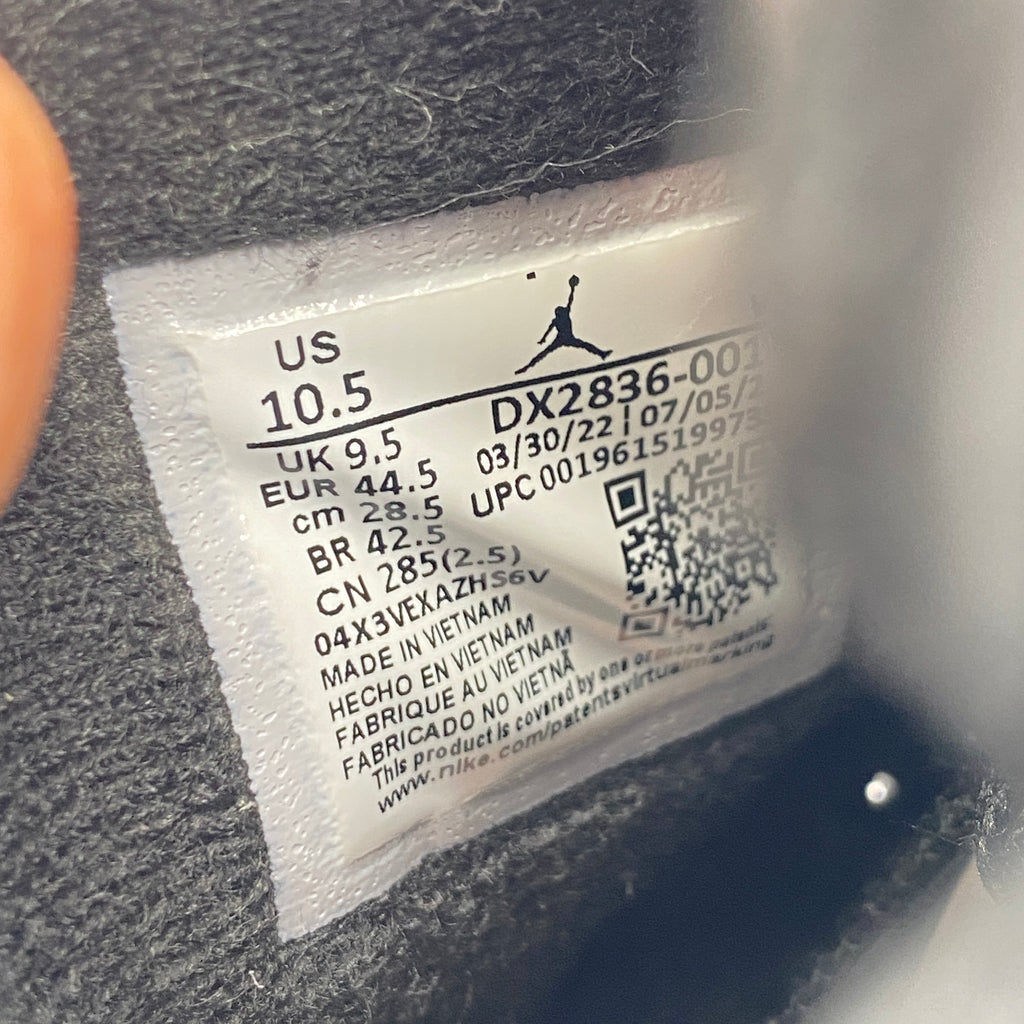 US
10.5
UK 9.5
EUR 44.5
cm 28.5
BR 42.5
CN 285(2.5)
04X3VEXAZHS6V
MADE IN VIETNAM
HECHO EN VIETNAM
FABRIQUE AU VIETNAM
FABRICADO NO VIETNÃ
This product is covered by one or more patents
www.nike.com/patentsvirtualmarking
DX2836-001
03/30/22 | 07/05/2
UPC 00196151997